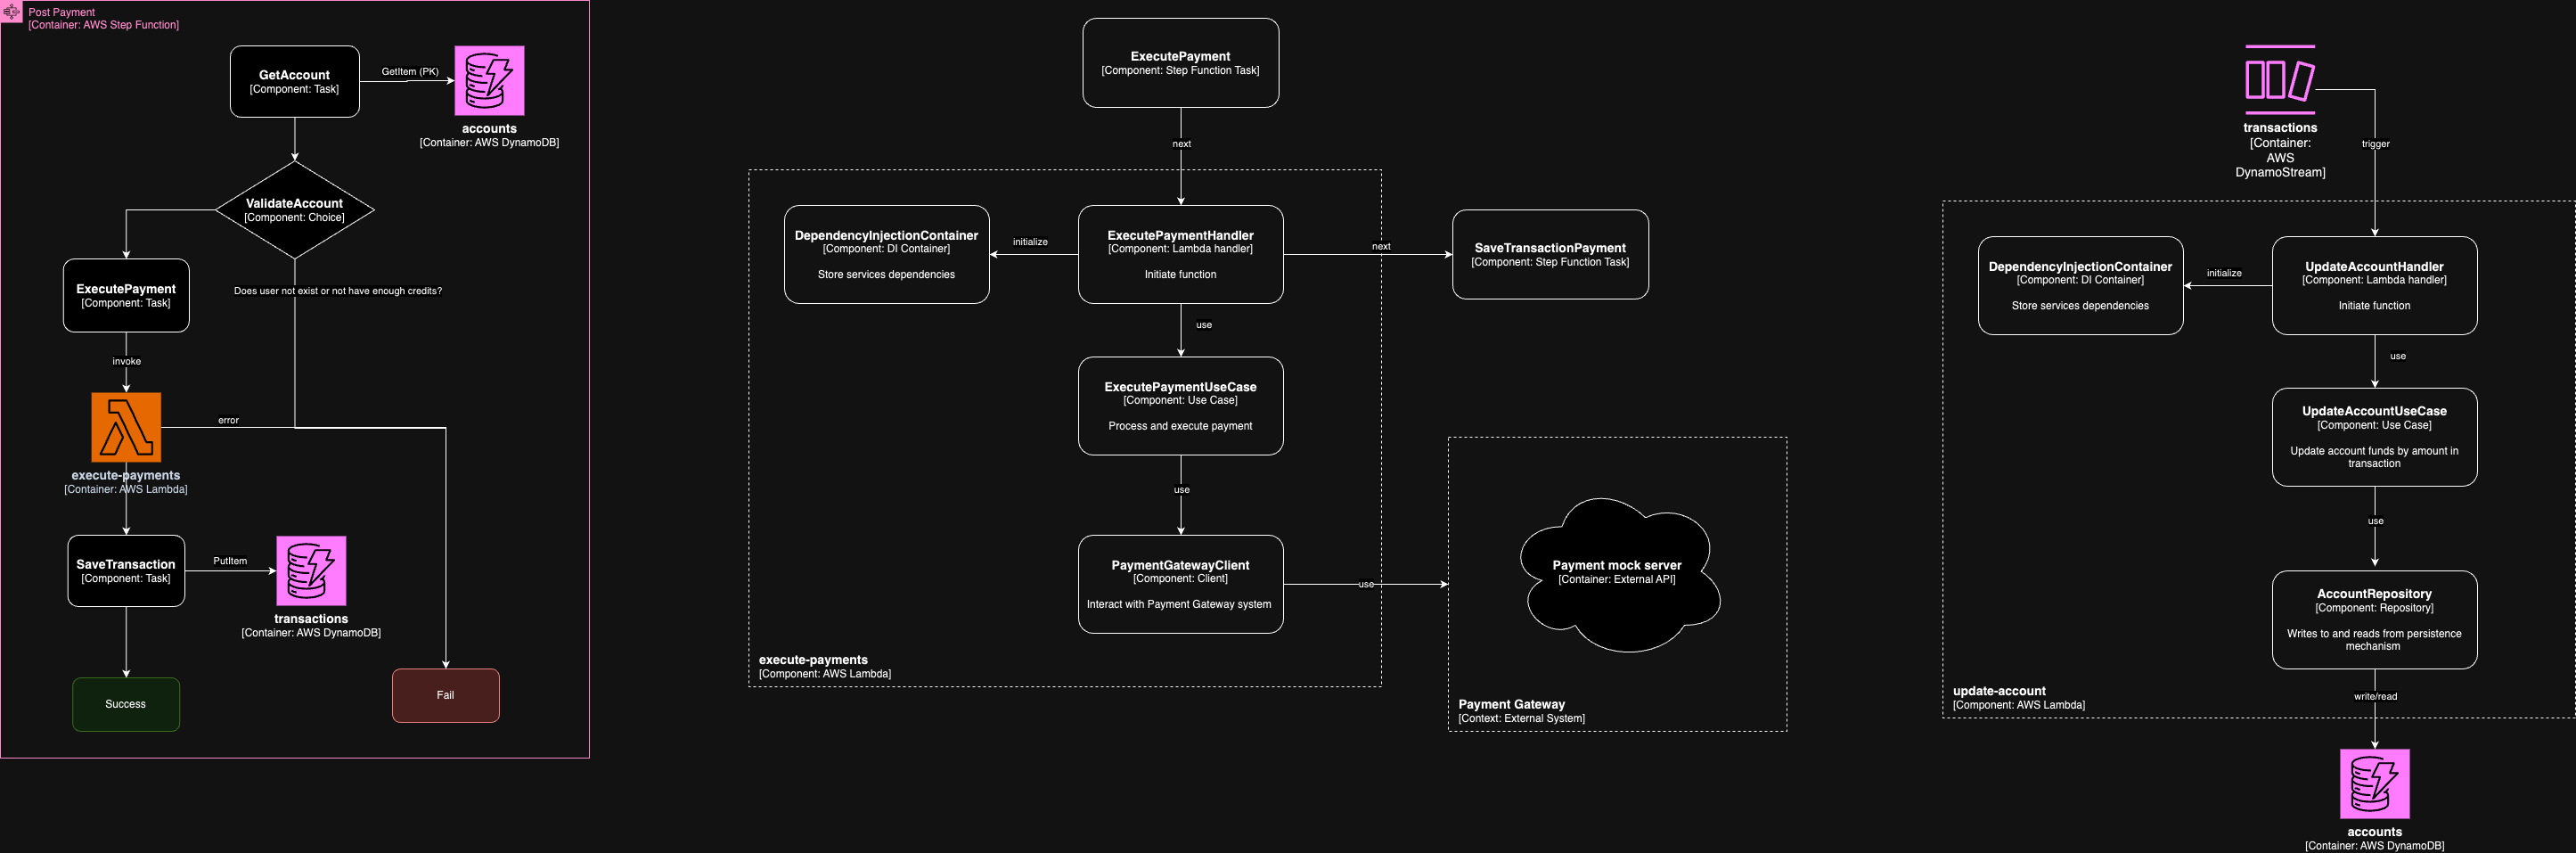 Post Payment
[Container: AWS Step Function]
GetAccount
[Component: Task]
GetItem (PK)
accounts
[Container: AWS DynamoDB]
ValidateAccount
[Component: Choice]
ExecutePayment
[Component: Task]
Does user not exist or not have enough credits?
invoke
error
execute-payments
[Container: AWS Lambda]
SaveTransaction
[Component: Task]
PutItem
transactions
[Container: AWS DynamoDB]
Success
Fail
ExecutePayment
[Component: Step Function Task]
next
DependencyInjectionContainer
[Component: DI Container]
Store services dependencies
initialize
ExecutePaymentHandler
[Component: Lambda handler]
Initiate function
next
SaveTransactionPayment
[Component: Step Function Task]
use
ExecutePaymentUseCase
[Component: Use Case]
Process and execute payment
use
PaymentGatewayClient
[Component: Client]
Interact with Payment Gateway system
use
execute-payments
[Component: AWS Lambda]
Payment mock server
[Container: External API]
Payment Gateway
[Context: External System]
transactions
[Container:
AWS
DynamoStream]
trigger
DependencyInjectionContainer
[Component: DI Container]
Store services dependencies
initialize
UpdateAccountHandler
[Component: Lambda handler]
Initiate function
use
UpdateAccountUseCase
[Component: Use Case]
Update account funds by amount in
transaction
use
AccountRepository
[Component: Repository]
Writes to and reads from persistence
mechanism
update-account
[Component: AWS Lambda]
write/read
accounts
[Container: AWS DynamoDB]